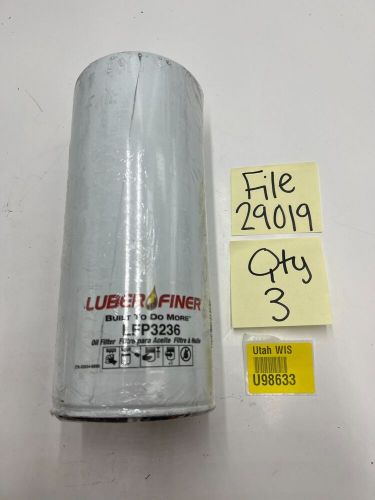 LUBERFINER
BUILT TO DO MORE™
LFP3236
Oil Filter Filtro para Aceite Filtre à Huile
File
29019
Qty
3
Utah WIS
U98633